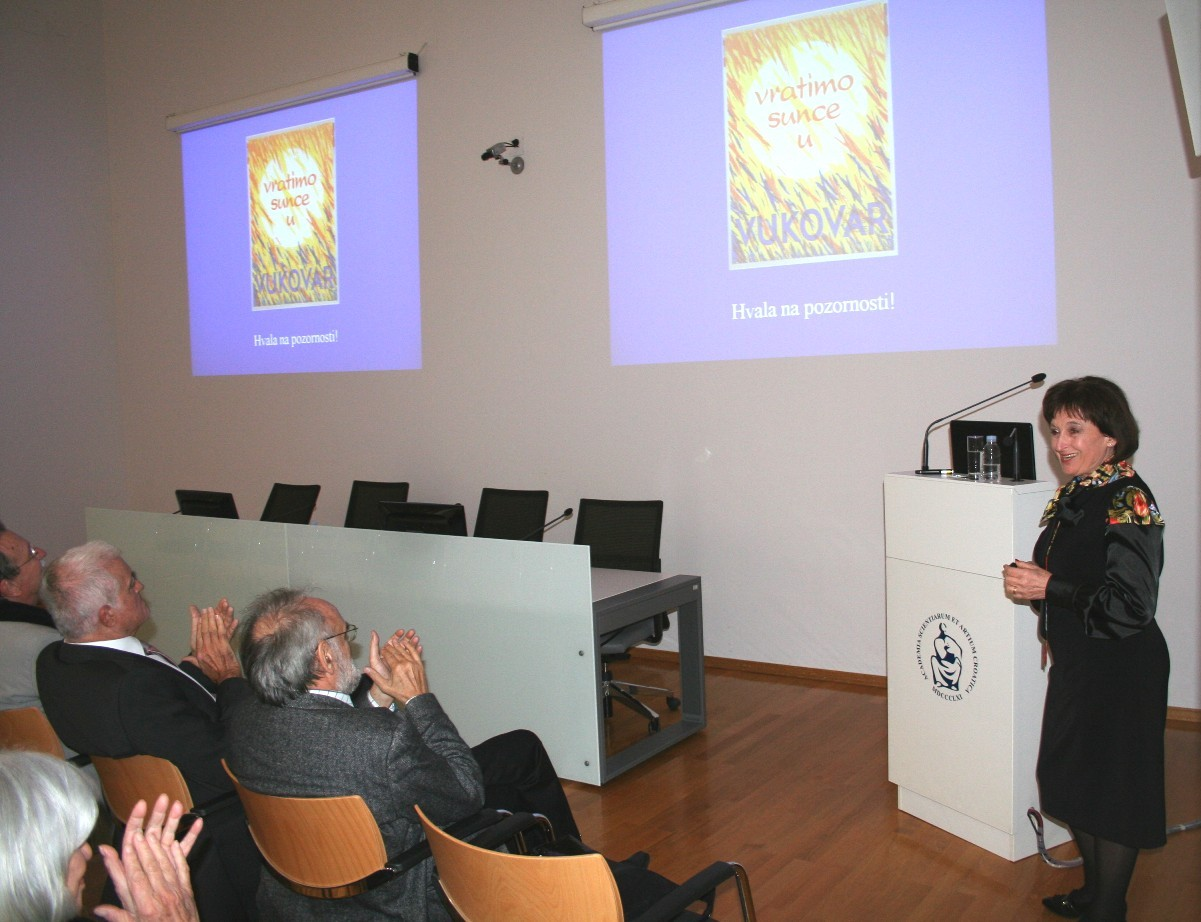 vratimo
sunce
u
VUKOVAR
Hvala na pozornosti!
vratimo
sunce
u
VUKOVAR
Hvala na pozornosti!
ACADEMIA SCIENTIARUM ET ARTIUM CROATICA
MDCCCLXI